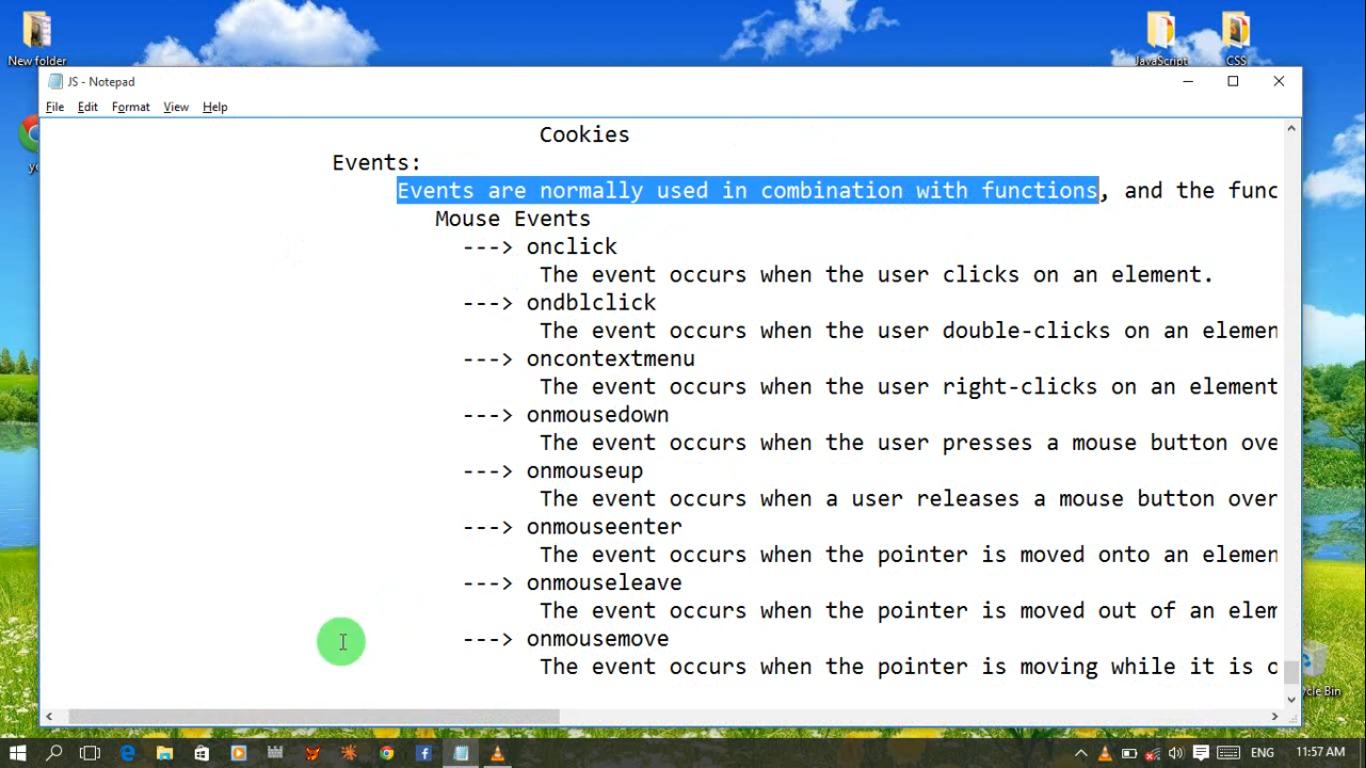 New folder
JavaScript
CSS
JS - Notepad
File Edit Format View Help
Cookies
Events:
Events are normally used in combination with functions, and the func
Mouse Events
---> onclick
The event occurs when the user clicks on an element.
---> ondblclick
The event occurs when the user double-clicks on an elemen
---> oncontextmenu
The event occurs when the user right-clicks on an element
---> onmousedown
The event occurs when the user presses a mouse button ove
---> onmouseup
The event occurs when a user releases a mouse button over
---> onmouseenter
The event occurs when the pointer is moved onto an elemen
---> onmouseleave
The event occurs when the pointer is moved out of an elem
---> onmousemove
The event occurs when the pointer is moving while it is o
ycle Bin
ENG
11:57 AM